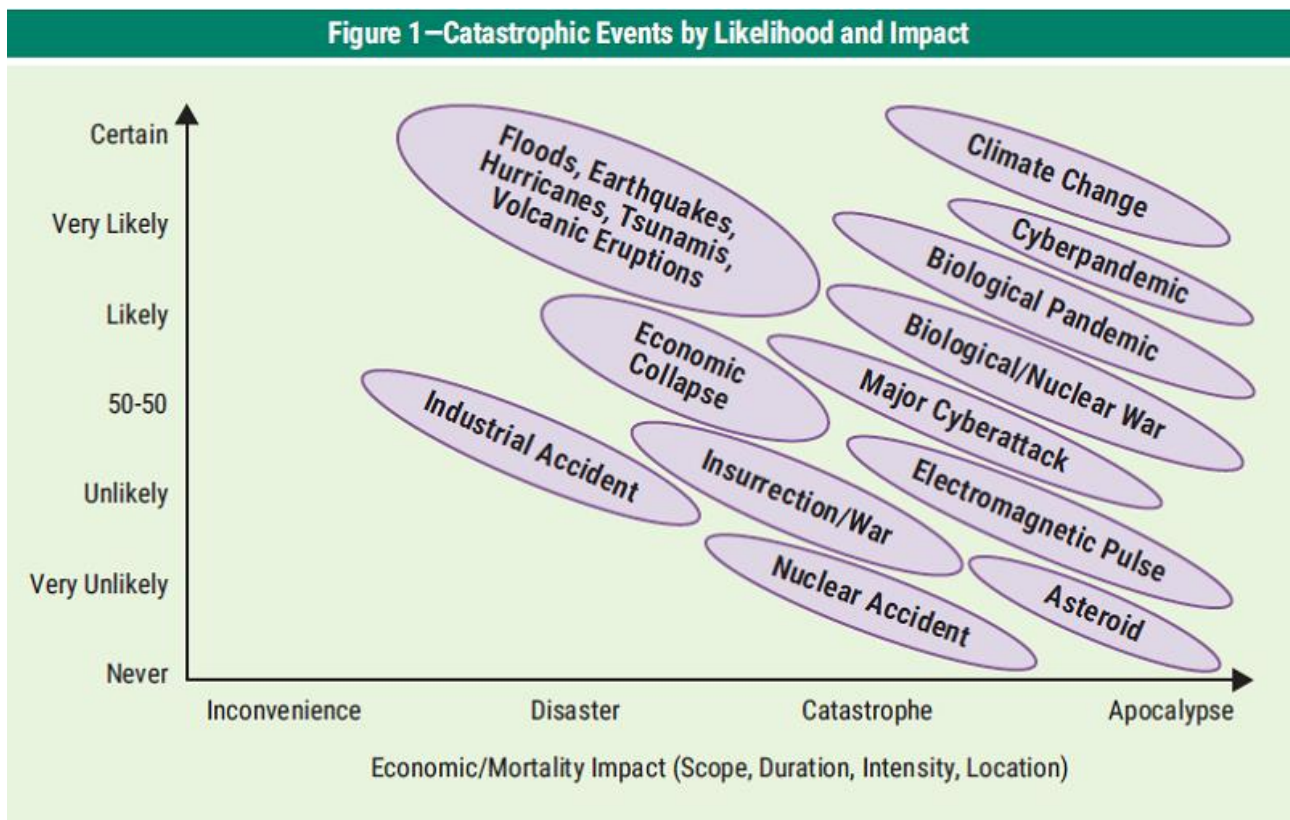 Figure 1—Catastrophic Events by Likelihood and Impact
Certain
Very Likely
Likely
50-50
Unlikely
Very Unlikely
Never
Floods, Earthquakes,
Hurricanes, Tsunamis,
Volcanic Eruptions
Climate Change
Cyberpandemic
Biological Pandemic
Biological/Nuclear War
Economic
Collapse
Major Cyberattack
Industrial Accident
Insurrection/War
Electromagnetic Pulse
Nuclear Accident
Asteroid
Inconvenience
Disaster
Catastrophe
Apocalypse
Economic/Mortality Impact (Scope, Duration, Intensity, Location)